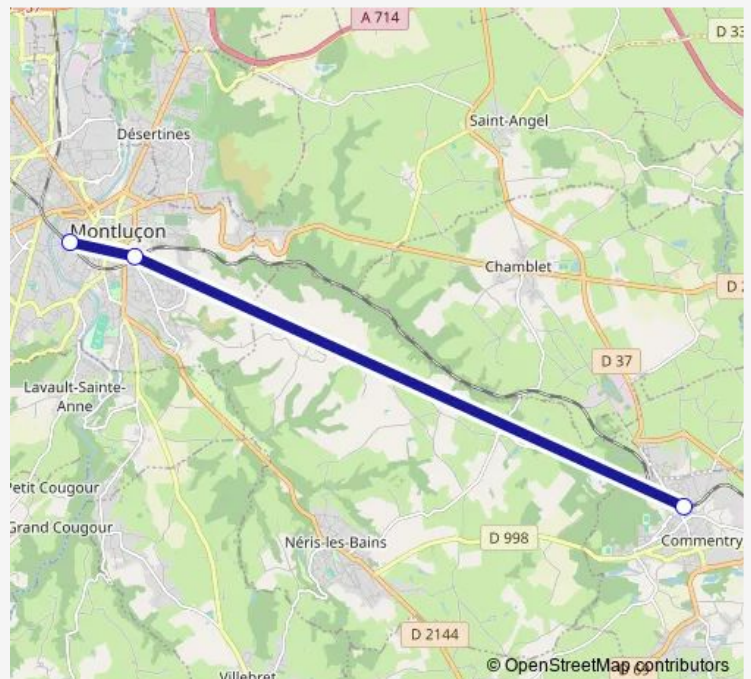 A 714
D 33
Désertines
Saint-Angel
Montluçon
Chamblet
D 2
D 37
Lavault-Sainte-
Anne
Petit Cougour
Grand Cougour
Néris-les-Bains
D 998
Commentry
D 2144
Villebret
© OpenStreetMap contributors